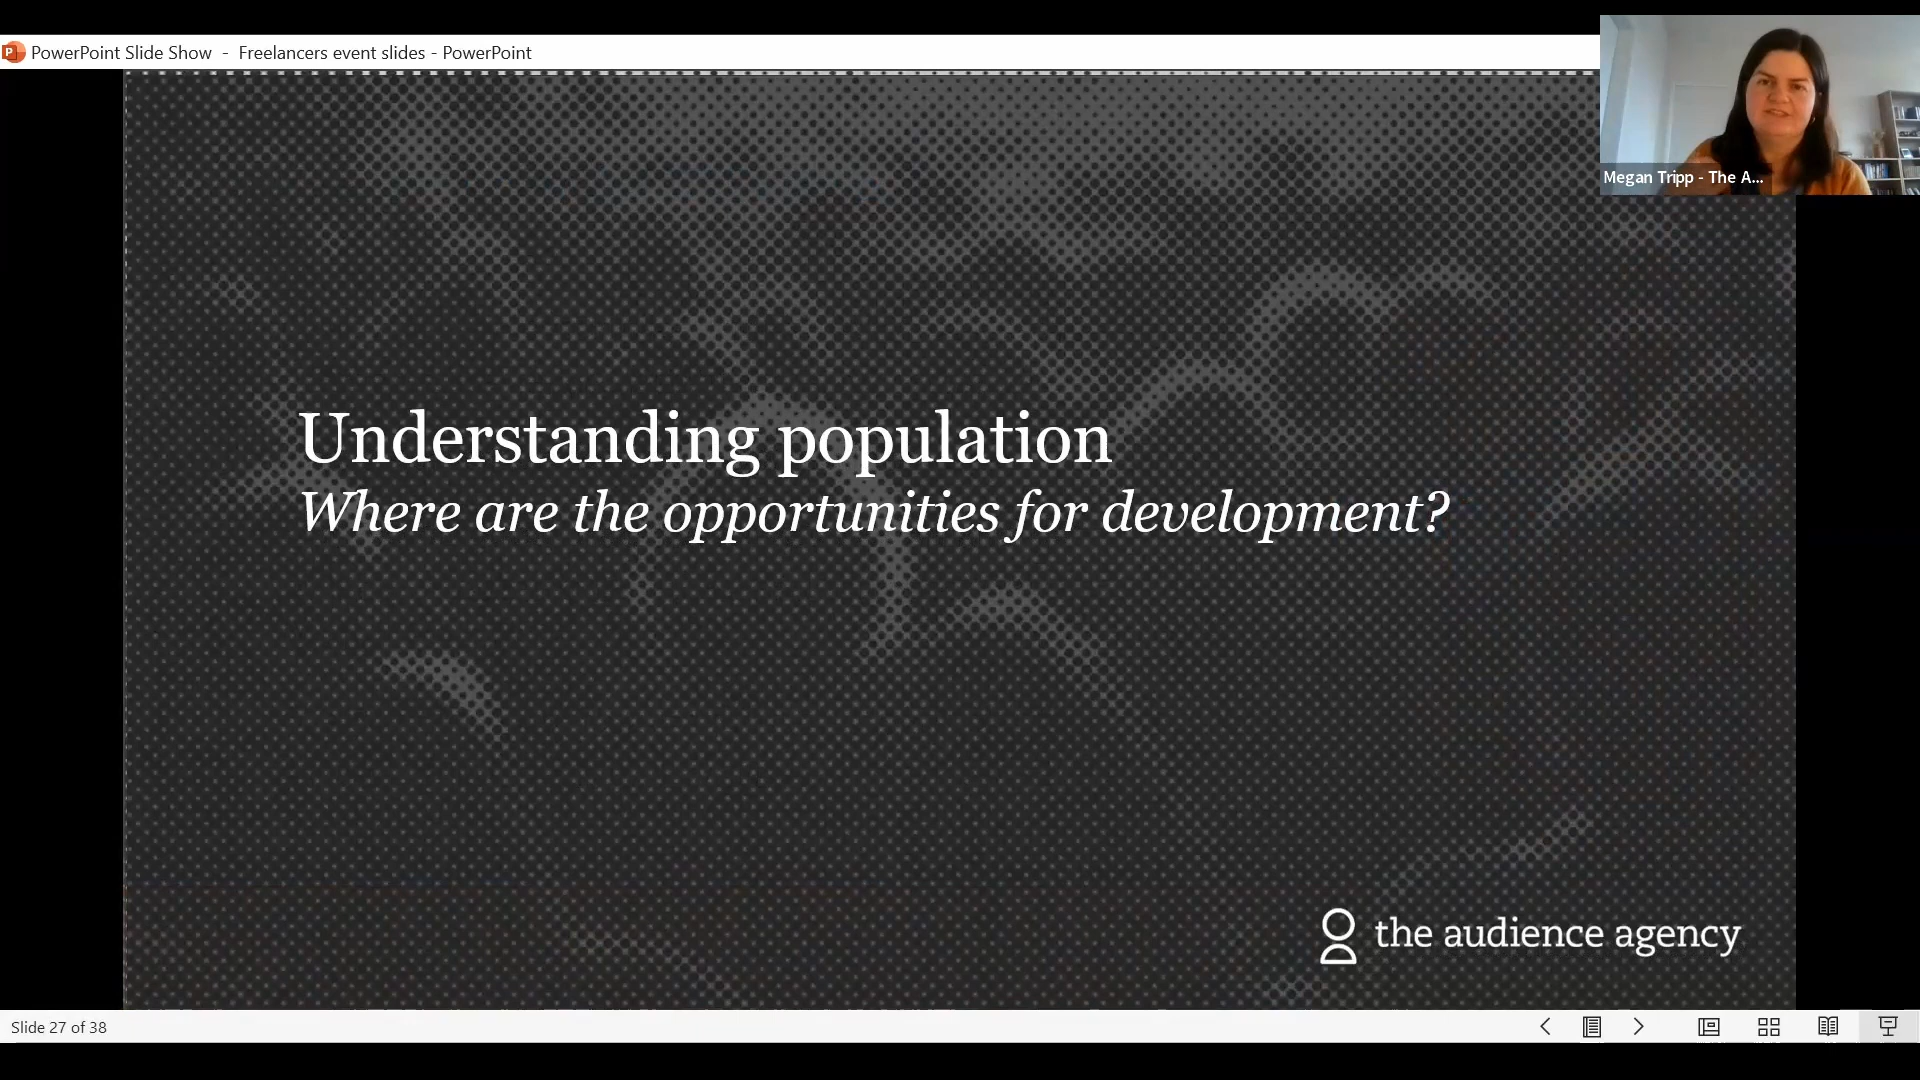 PowerPoint Slide Show - Freelancers event slides - PowerPoint
Megan Tripp - The A...
Understanding population
Where are the opportunities for development?
the audience agency
Slide 27 of 38